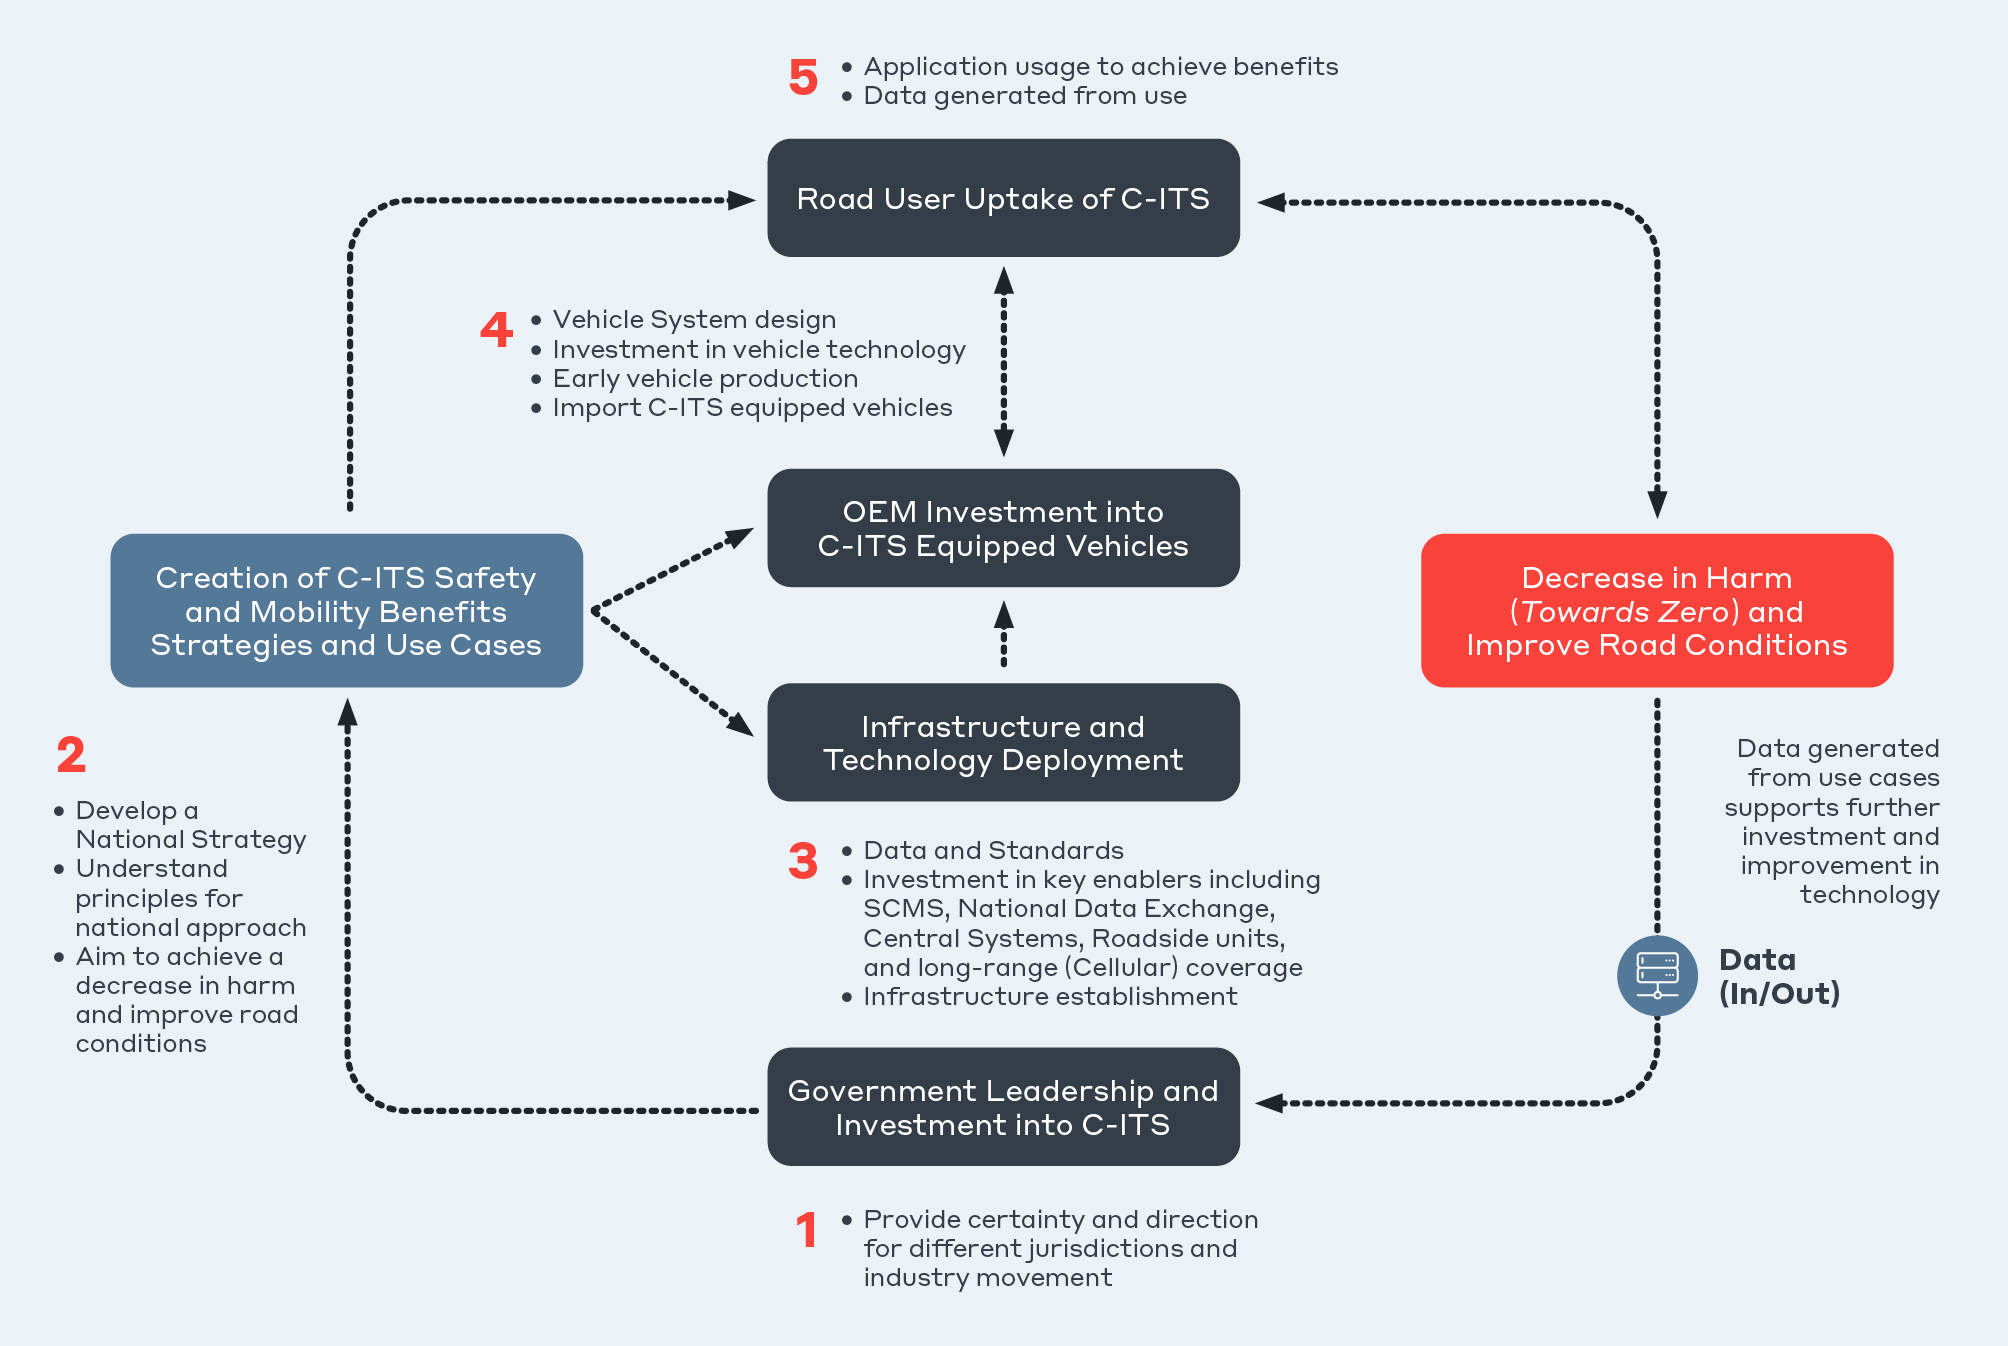 5
• Application usage to achieve benefits
• Data generated from use
Road User Uptake of C-ITS
4
• Vehicle System design
• Investment in vehicle technology
• Early vehicle production
• Import C-ITS equipped vehicles
OEM Investment into
C-ITS Equipped Vehicles
Creation of C-ITS Safety
and Mobility Benefits
Strategies and Use Cases
Decrease in Harm
(Towards Zero) and
Improve Road Conditions
Infrastructure and
Technology Deployment
2
• Develop a
National Strategy
• Understand
principles for
national approach
• Aim to achieve a
decrease in harm
and improve road
conditions
3
• Data and Standards
• Investment in key enablers including
SCMS, National Data Exchange,
Central Systems, Roadside units,
and long-range (Cellular) coverage
• Infrastructure establishment
Data generated
from use cases
supports further
investment and
improvement in
technology
Data
(In/Out)
Government Leadership and
Investment into C-ITS
1
• Provide certainty and direction
for different jurisdictions and
industry movement